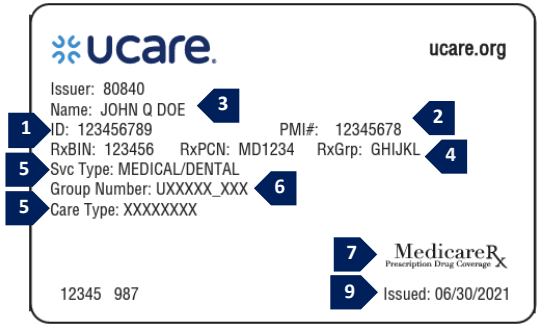 ucare.
ucare.org
Issuer: 80840
Name: JOHN Q DOE 3
1 ID: 123456789 PMI#: 12345678 2
RxBIN: 123456 RxPCN: MD1234 RxGrp: GHIJKL 4
5 Svc Type: MEDICAL/DENTAL
Group Number: UXXXXX_XXX 6
5 Care Type: XXXXXXXX
7 MedicareRx
Prescription Drug Coverage
12345 987 9 Issued: 06/30/2021